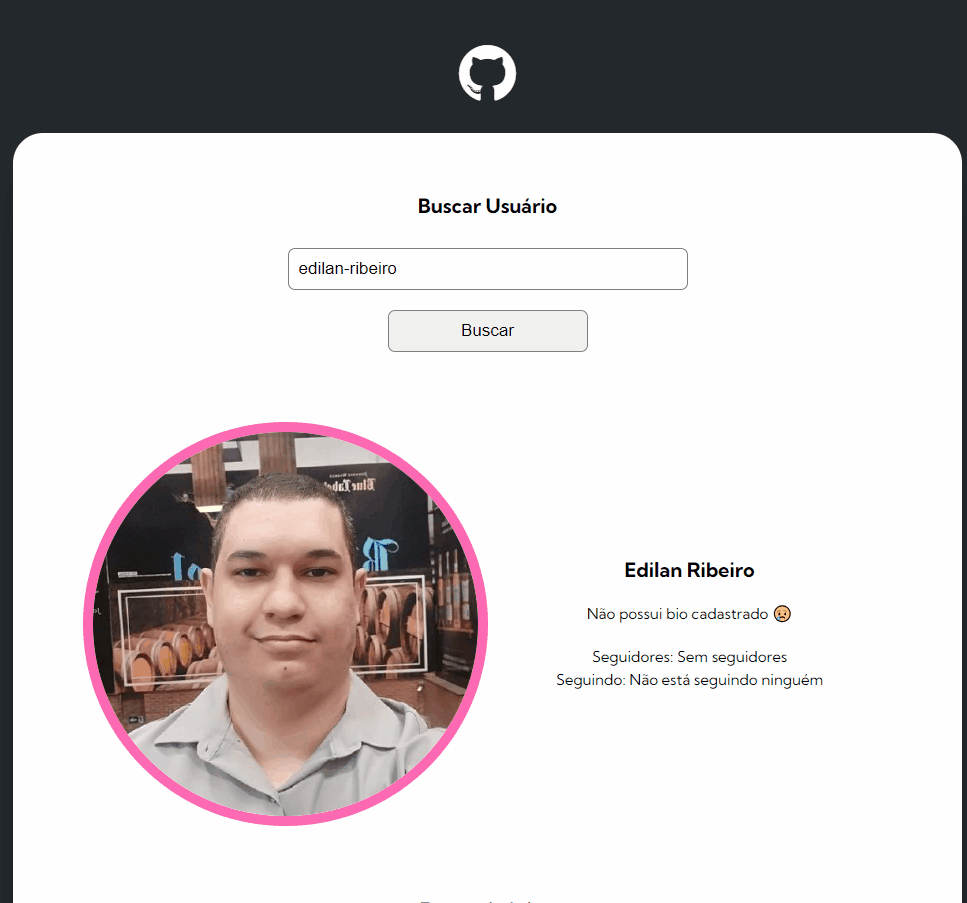 Buscar Usuário
edilan-ribeiro
Buscar
Edilan Ribeiro
Não possui bio cadastrado 😥
Seguidores: Sem seguidores
Seguindo: Não está seguindo ninguém